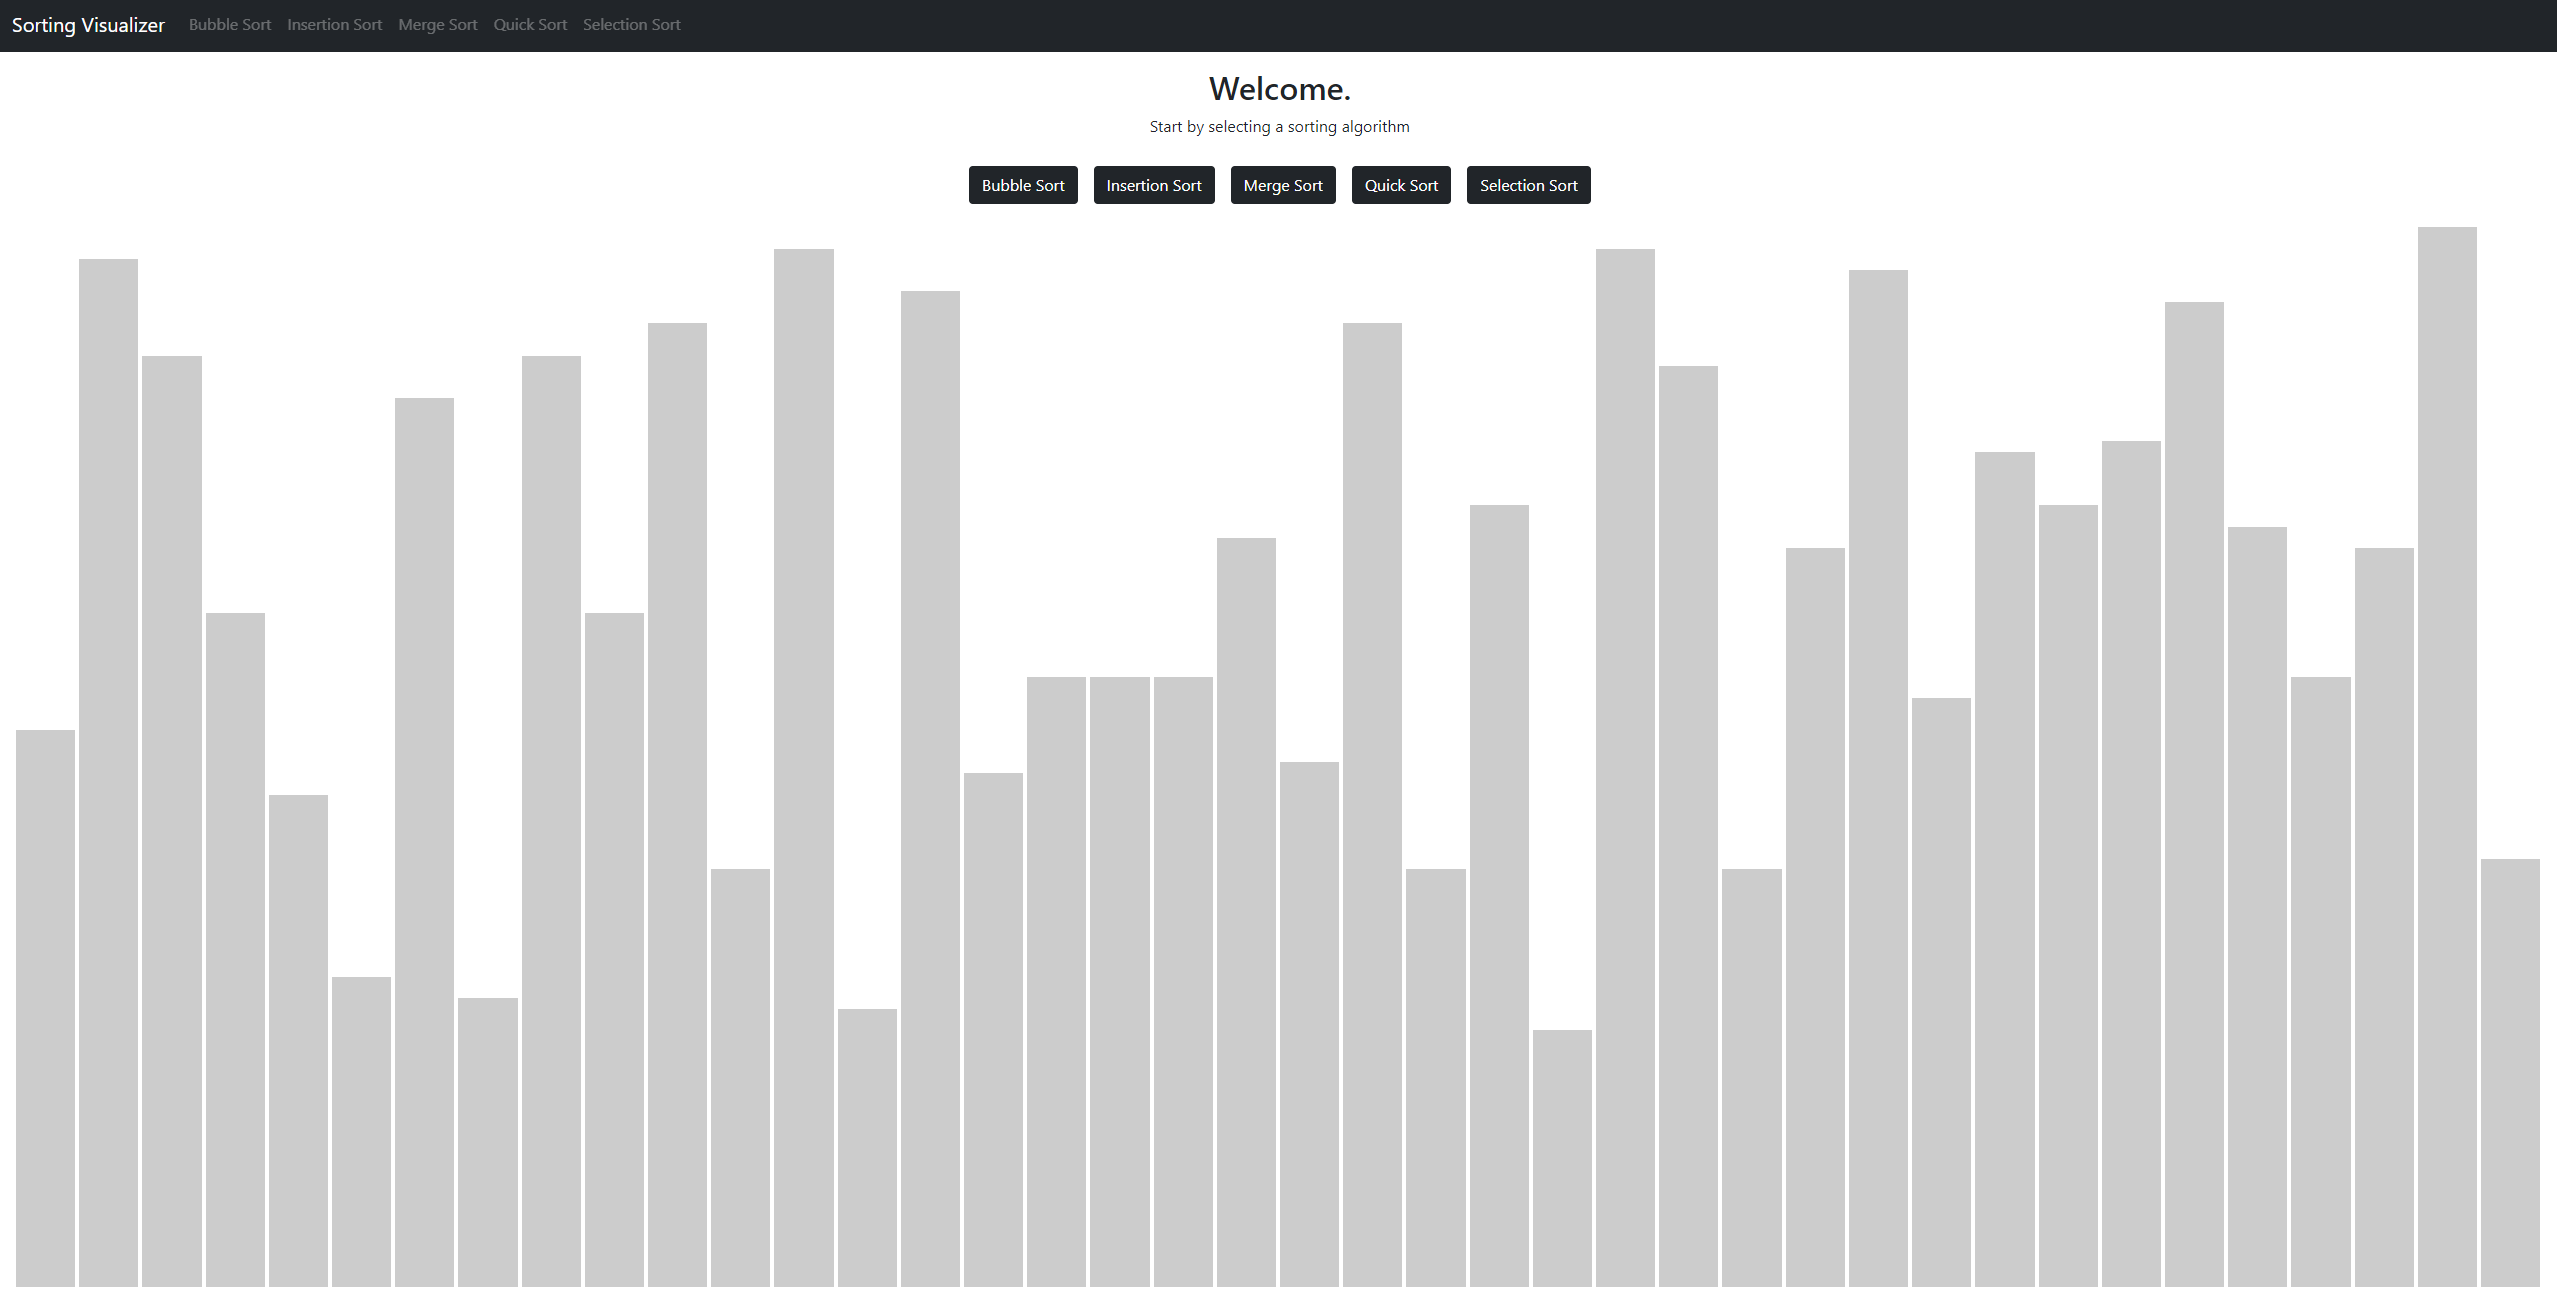 Sorting Visualizer Bubble Sort Insertion Sort Merge Sort Quick Sort Selection Sort
Welcome.
Start by selecting a sorting algorithm
Bubble Sort Insertion Sort Merge Sort Quick Sort Selection Sort